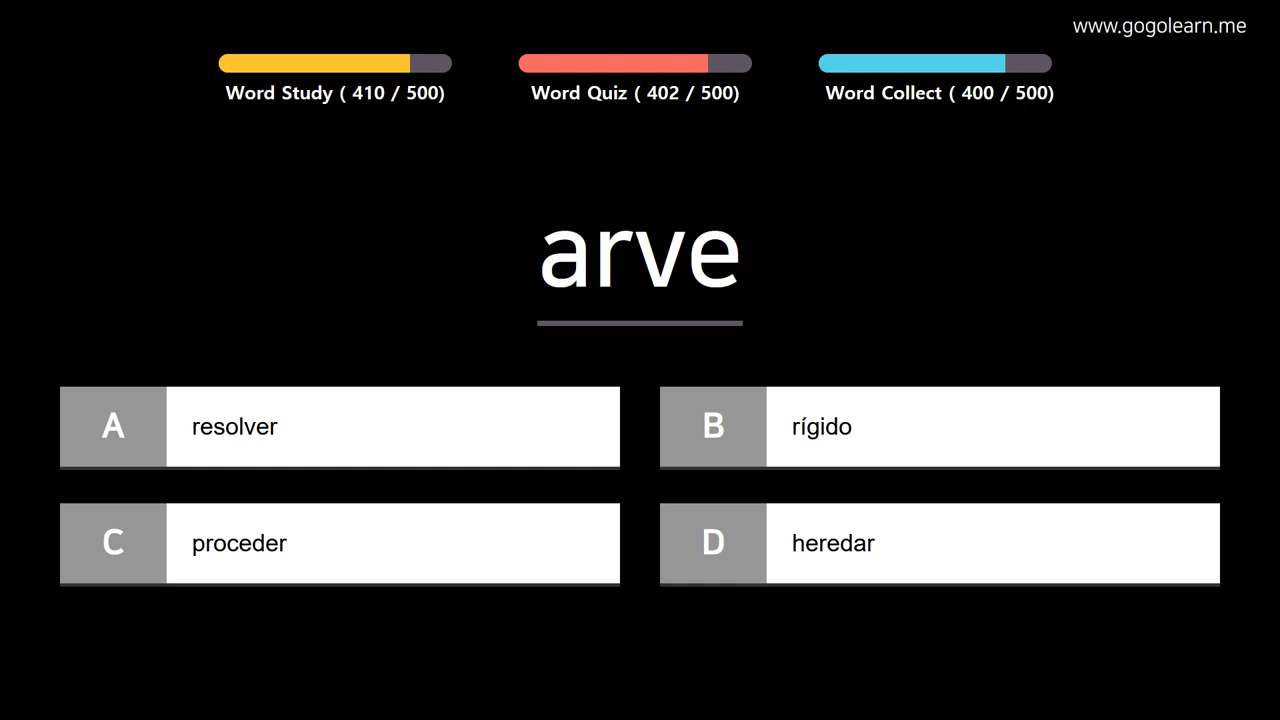 www.gogolearn.me
Word Study ( 410 / 500)
Word Quiz ( 402 / 500)
Word Collect ( 400 / 500)
arve
A resolver
B rígido
C proceder
D heredar